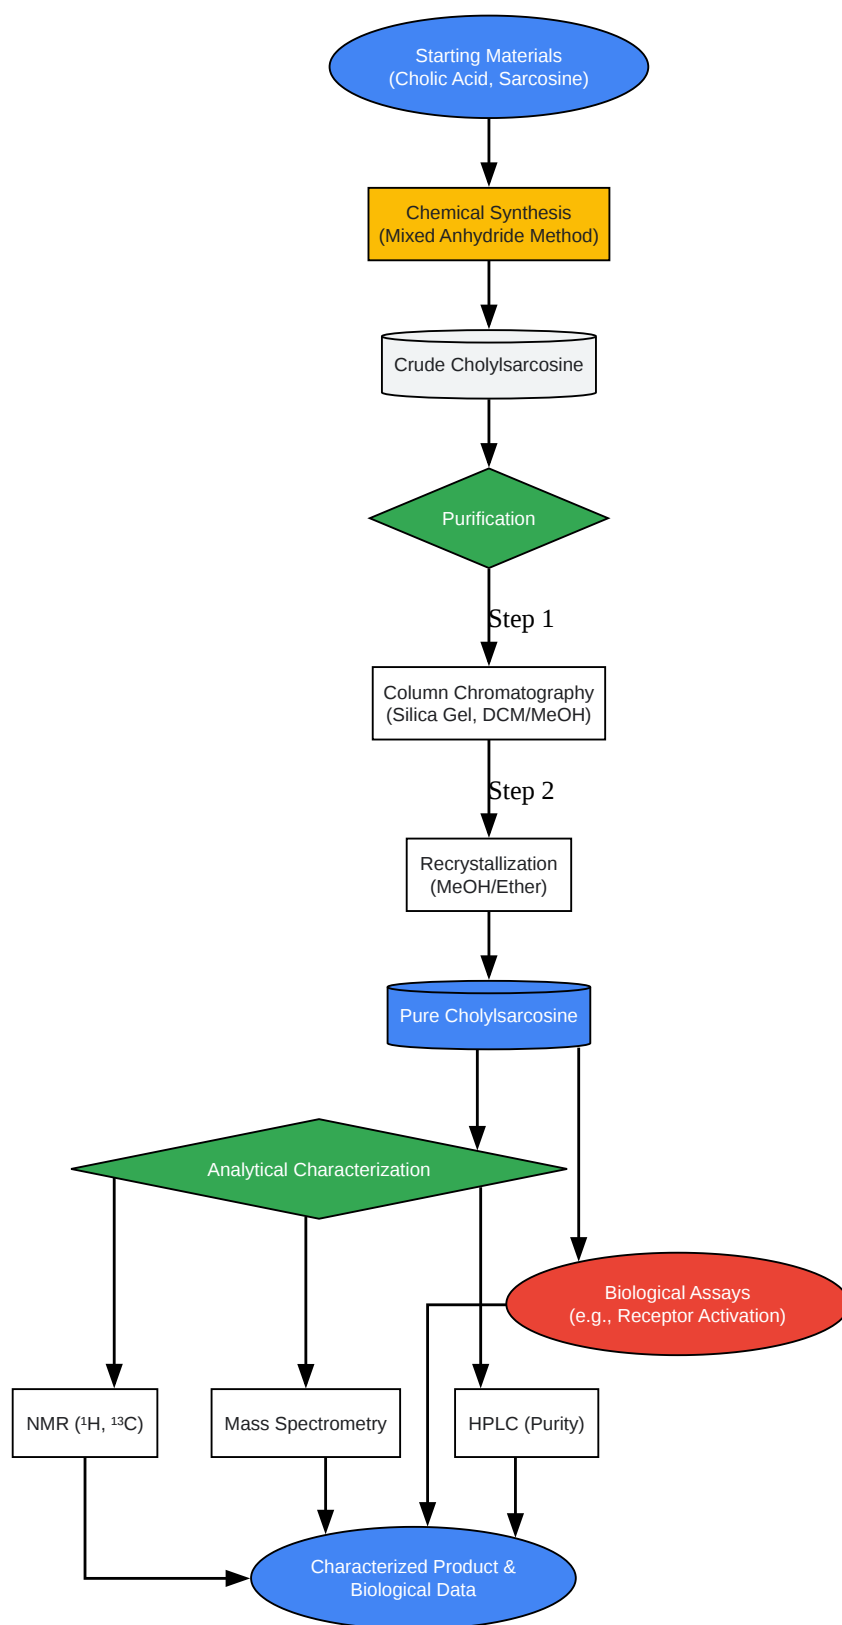 Starting Materials
(Cholic Acid, Sarcosine)
Chemical Synthesis
(Mixed Anhydride Method)
Crude Cholylsarcosine
Purification
Step 1
Column Chromatography
(Silica Gel, DCM/MeOH)
Step 2
Recrystallization
(MeOH/Ether)
Pure Cholylsarcosine
Analytical Characterization
Biological Assays
(e.g., Receptor Activation)
NMR (¹H, ¹³C)
Mass Spectrometry
HPLC (Purity)
Characterized Product &
Biological Data